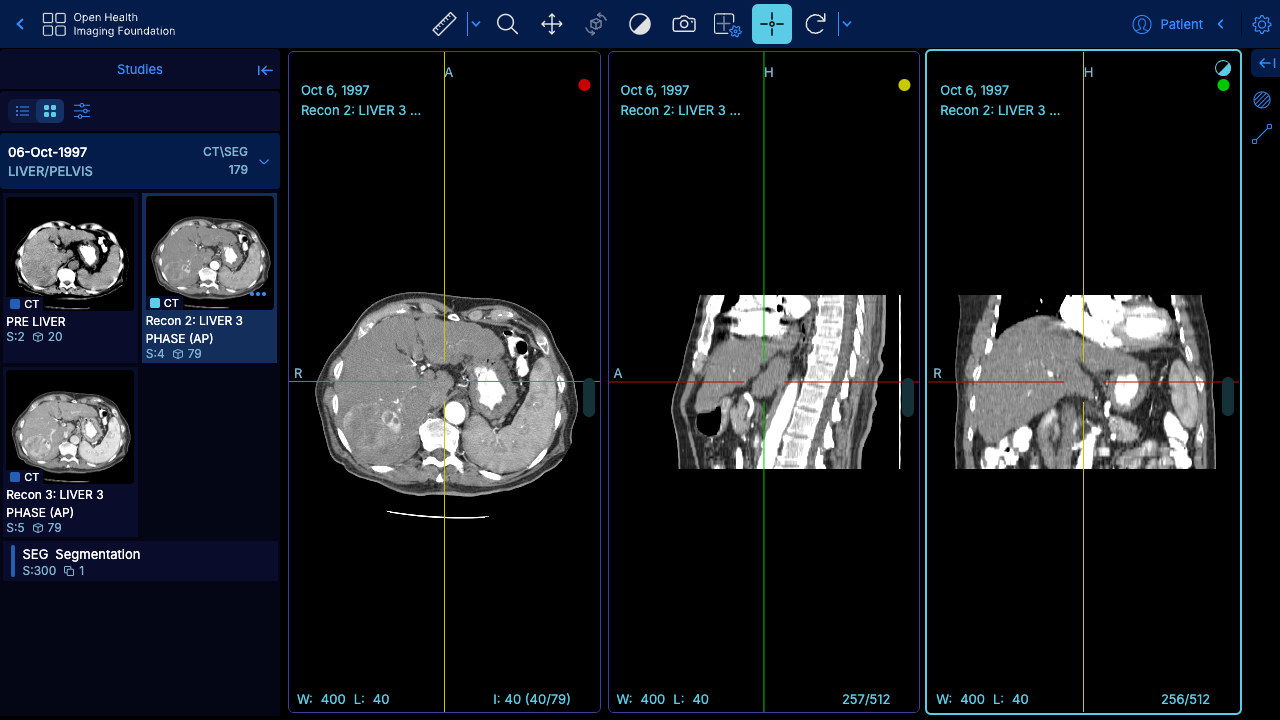 Open Health
Imaging Foundation
Patient
Studies
06-Oct-1997
CT\SEG
LIVER/PELVIS
179
CT
PRE LIVER
S:2 20
CT
Recon 2: LIVER 3
PHASE (AP)
S:4 79
CT
Recon 3: LIVER 3
PHASE (AP)
S:5 79
SEG Segmentation
S:300 1
A
Oct 6, 1997
Recon 2: LIVER 3 ...
R
W: 400 L: 40
I: 40 (40/79)
H
Oct 6, 1997
Recon 2: LIVER 3 ...
A
W: 400 L: 40
257/512
H
Oct 6, 1997
Recon 2: LIVER 3 ...
R
W: 400 L: 40
256/512